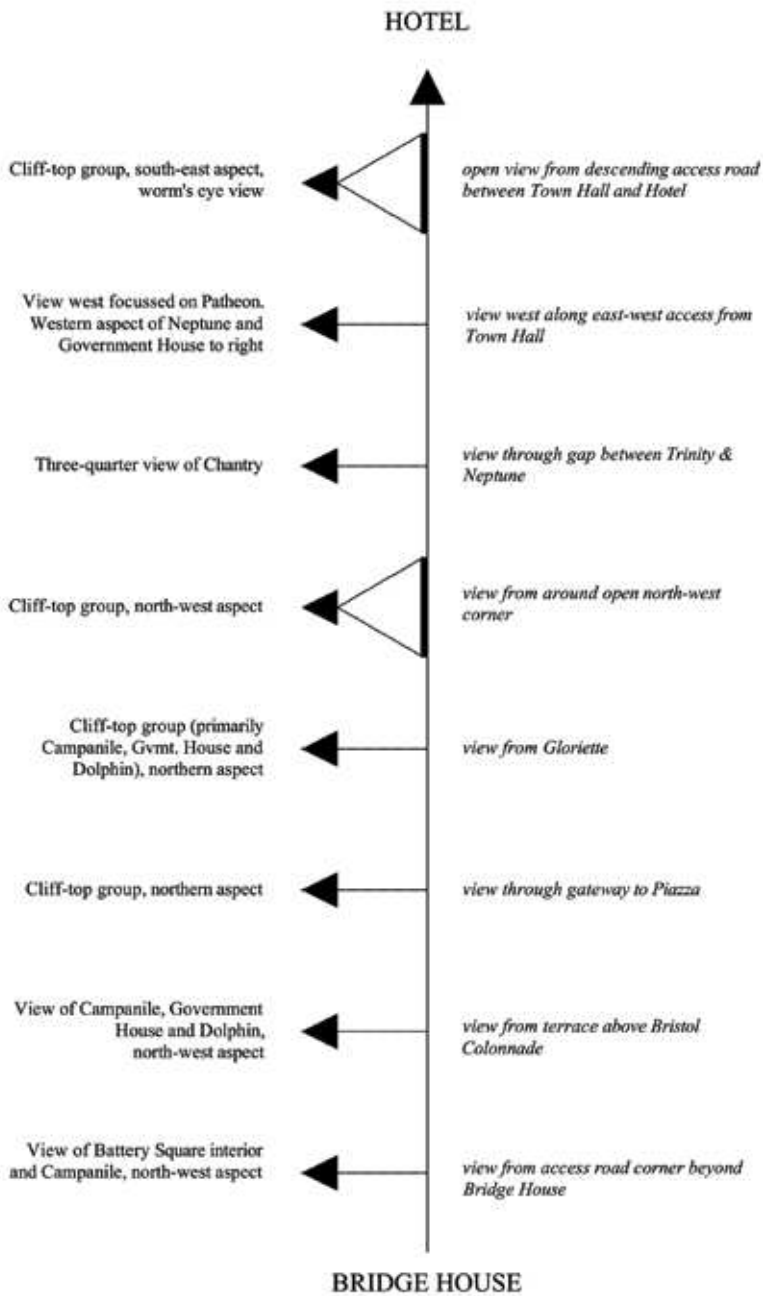 HOTEL
Cliff-top group, south-east aspect,
worm's eye view
open view from descending access road
between Town Hall and Hotel
View west focussed on Patheon.
Western aspect of Neptune and
Government House to right
view west along east-west access from
Town Hall
Three-quarter view of Chantry
view through gap between Trinity &
Neptune
Cliff-top group, north-west aspect
view from around open north-west
corner
Cliff-top group (primarily
Campanile, Gvmt. House and
Dolphin), northern aspect
view from Gloriette
Cliff-top group, northern aspect
view through gateway to Piazza
View of Campanile, Government
House and Dolphin,
north-west aspect
view from terrace above Bristol
Colonnade
View of Battery Square interior
and Campanile, north-west aspect
view from access road corner beyond
Bridge House
BRIDGE HOUSE